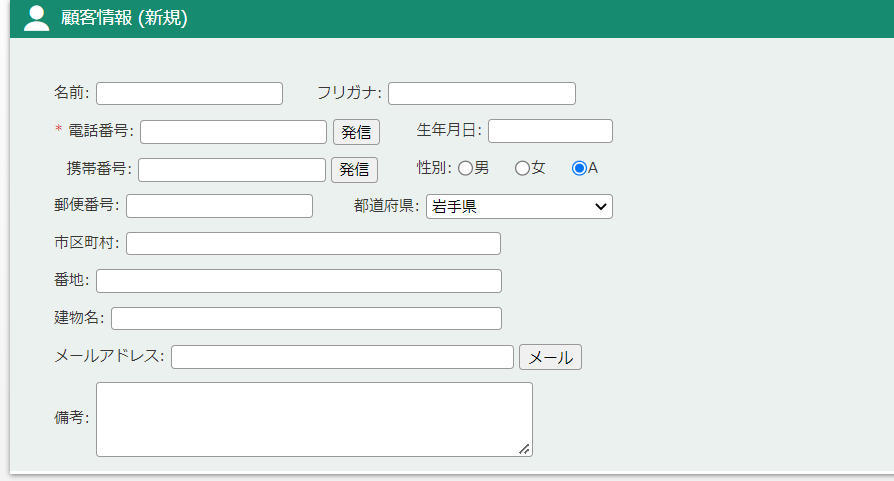 顧客情報 (新規)
名前: フリガナ:
* 電話番号: 発信 生年月日:
携帯番号: 発信 性別: 男 女 A
郵便番号: 都道府県: 岩手県
市区町村:
番地:
建物名:
メールアドレス: メール
備考: